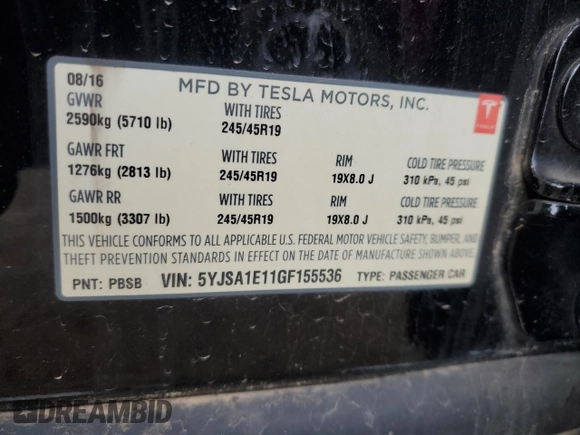 08/16 MFD BY TESLA MOTORS, INC.
GVWR WITH TIRES
2590kg (5710 lb) 245/45R19
TESLA
GAWR FRT WITH TIRES RIM COLD TIRE PRESSURE
1276kg (2813 lb) 245/45R19 19X8.0 J 310 kPa, 45 psi
GAWR RR WITH TIRES RIM COLD TIRE PRESSURE
1500kg (3307 lb) 245/45R19 19X8.0 J 310 kPa, 45 psi
THIS VEHICLE CONFORMS TO ALL APPLICABLE U.S. FEDERAL MOTOR VEHICLE SAFETY, BUMPER, AND
THEFT PREVENTION STANDARDS IN EFFECT ON THE DATE OF MANUFACTURE SHOWN ABOVE.
PNT: PBSB VIN: 5YJSA1E11GF155536 TYPE: PASSENGER CAR
DREAMBID